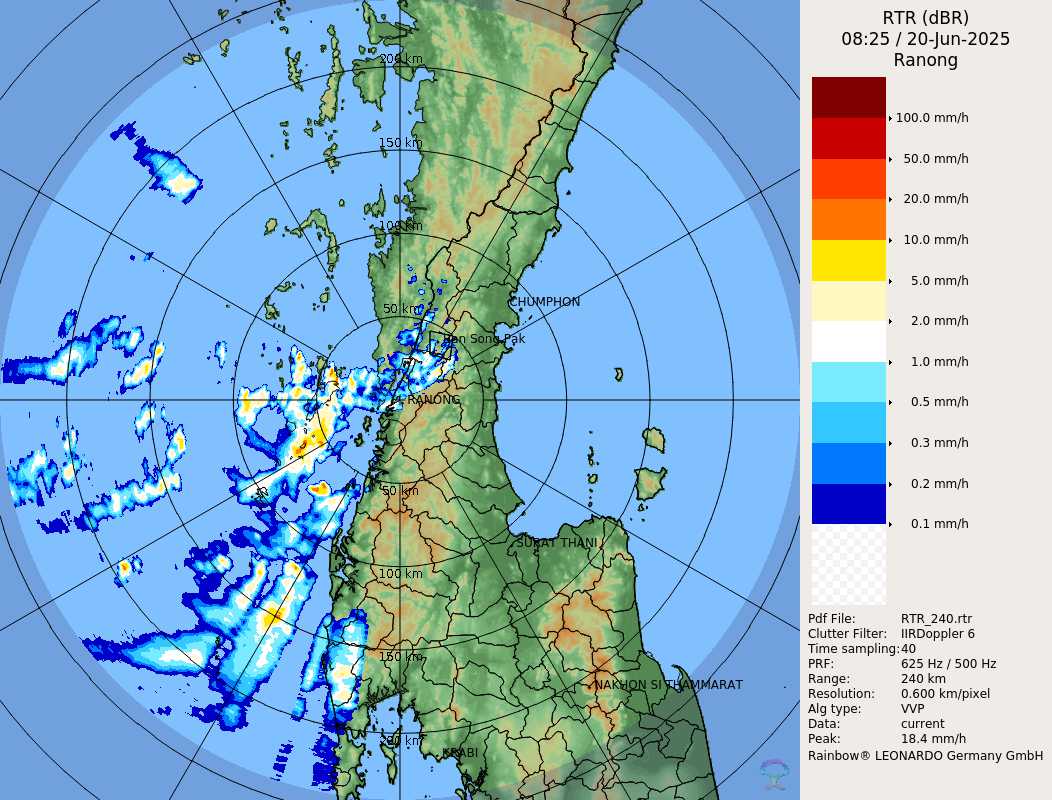 RTR (dBR)
08:25 / 20-Jun-2025
Ranong
200 km
150 km
100 km
50 km
CHUMPHON
Ban Song Pak
RANONG
50 km
SURAT THANI
100 km
150 km
NAKHON SI THAMMARAT
200 km
KRABI
100.0 mm/h
50.0 mm/h
20.0 mm/h
10.0 mm/h
5.0 mm/h
2.0 mm/h
1.0 mm/h
0.5 mm/h
0.3 mm/h
0.2 mm/h
0.1 mm/h
Pdf File: RTR_240.rtr
Clutter Filter: IIRDoppler 6
Time sampling:40
PRF: 625 Hz / 500 Hz
Range: 240 km
Resolution: 0.600 km/pixel
Alg type: VVP
Data: current
Peak: 18.4 mm/h
Rainbow® LEONARDO Germany GmbH